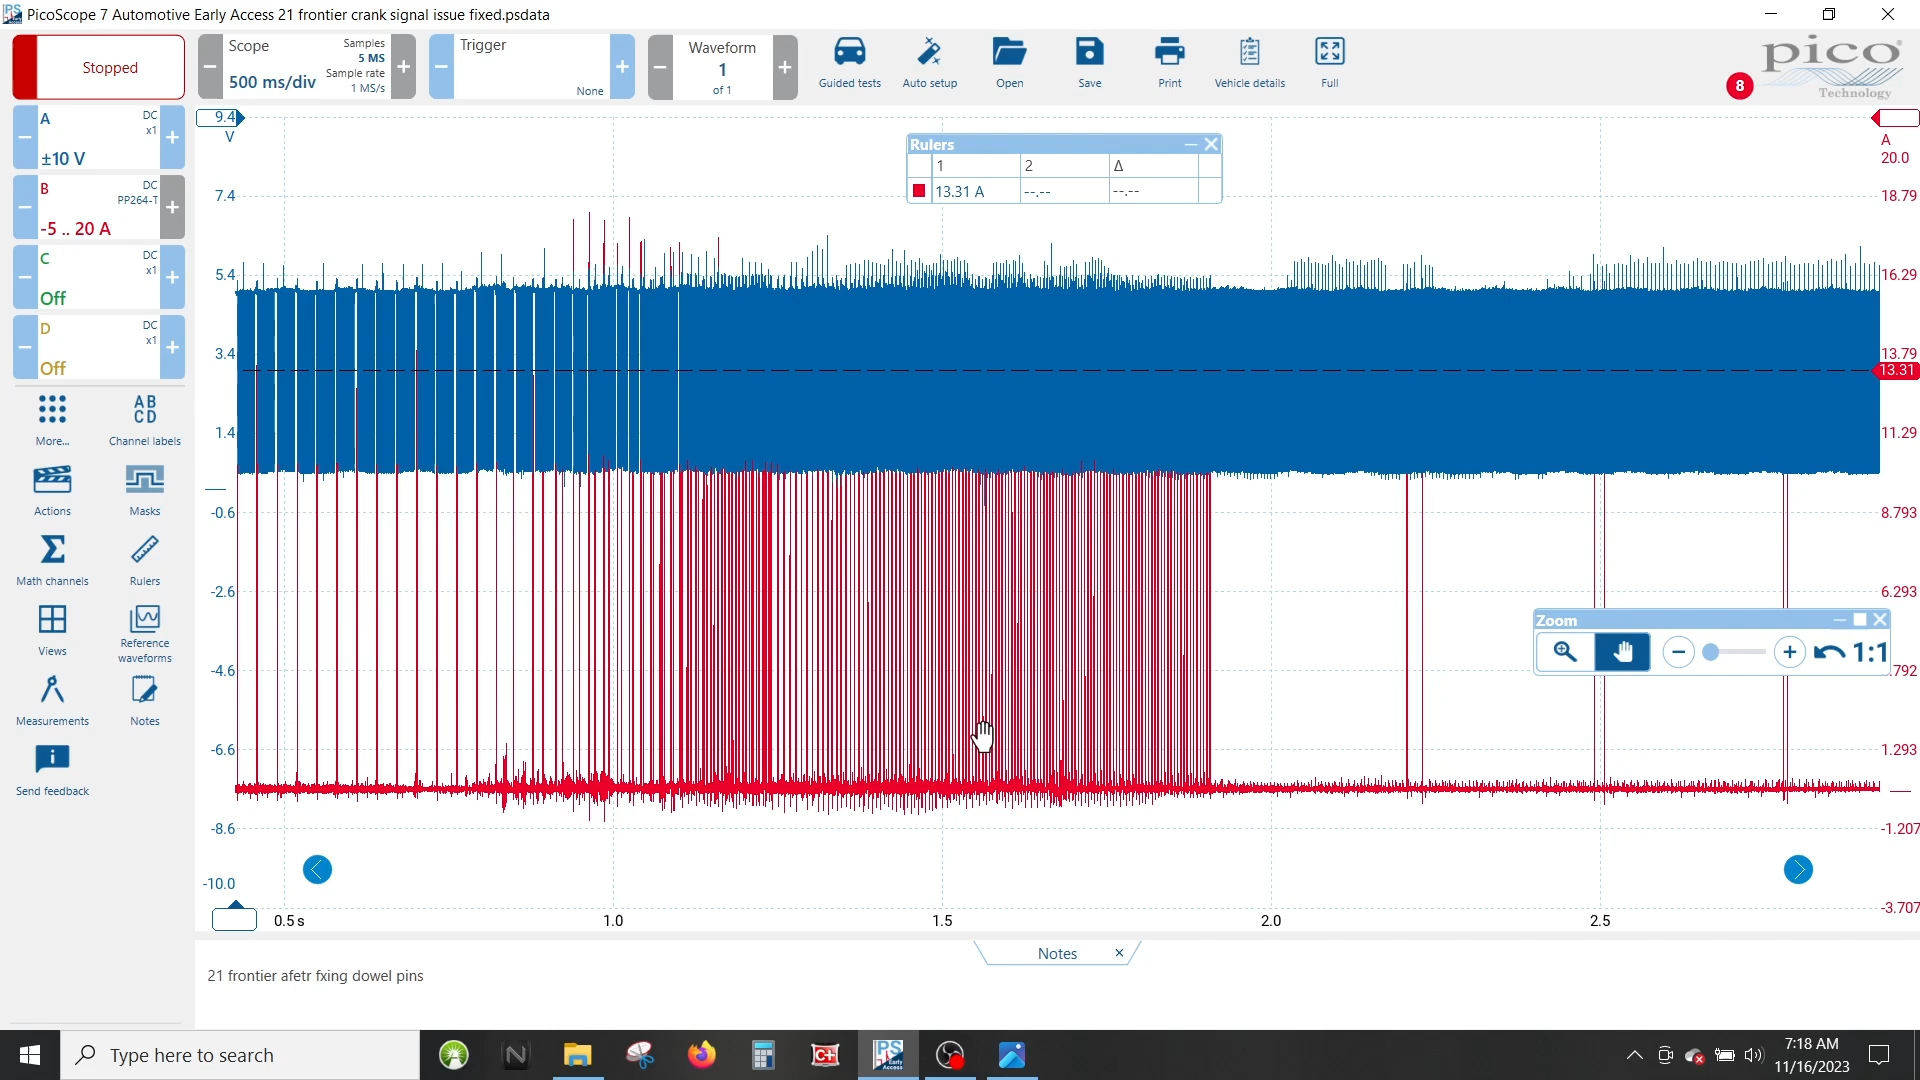 PicoScope 7 Automotive Early Access 21 frontier crank signal issue fixed.psdata
Stopped
Scope
500 ms/div
Samples
5 MS
Sample rate
1 MS/s
Trigger
None
Waveform
1
of 1
Guided tests
Auto setup
Open
Save
Print
Vehicle details
Full
8
pico
Technology
A
DC
x1
±10 V
B
DC
PP264-T
-5 .. 20 A
C
DC
x1
Off
D
DC
x1
Off
More...
Channel labels
Actions
Masks
Math channels
Rulers
Views
Reference
waveforms
Measurements
Notes
Send feedback
9.4
V
7.4
5.4
3.4
1.4
-0.6
-2.6
-4.6
-6.6
-8.6
-10.0
A
20.0
18.79
16.29
13.79
13.31
11.29
8.793
6.293
.792
1.293
-1.207
-3.707
Rulers
1 2 Δ
13.31 A --.-- --.--
Zoom
1:1
0.5 s 1.0 1.5 2.0 2.5
Notes
21 frontier afetr fxing dowel pins
Type here to search
N
C+
PS
Early
Access
7:18 AM
11/16/2023